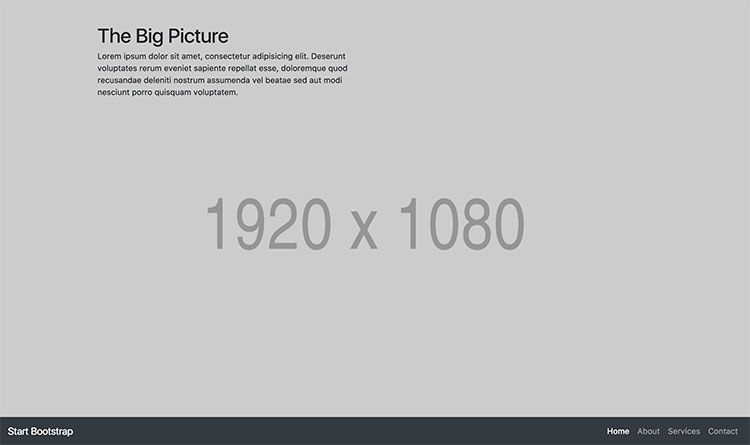 The Big Picture
Lorem ipsum dolor sit amet, consectetur adipisicing elit. Deserunt
voluptates rerum eveniet sapiente repellat esse, doloremque quod
recusandae deleniti nostrum assumenda vel beatae sed aut modi
nesciunt porro quisquam voluptatem.
1920 x 1080
Start Bootstrap Home About Services Contact